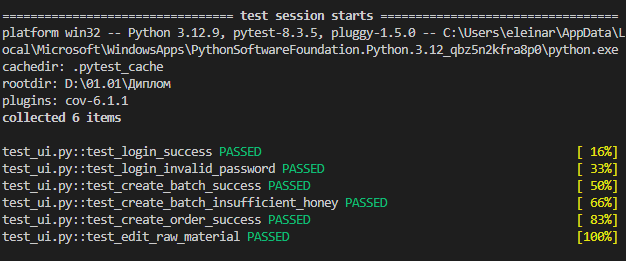 ============================= test session starts ==============================
platform win32 -- Python 3.12.9, pytest-8.3.5, pluggy-1.5.0 -- C:\Users\eleinar\AppData\L
ocal\Microsoft\WindowsApps\PythonSoftwareFoundation.Python.3.12_qbz5n2kfra8p0\python.exe
cachedir: .pytest_cache
rootdir: D:\01.01\Диплом
plugins: cov-6.1.1
collected 6 items
test_ui.py::test_login_success PASSED [ 16%]
test_ui.py::test_login_invalid_password PASSED [ 33%]
test_ui.py::test_create_batch_success PASSED [ 50%]
test_ui.py::test_create_batch_insufficient_honey PASSED [ 66%]
test_ui.py::test_create_order_success PASSED [ 83%]
test_ui.py::test_edit_raw_material PASSED [100%]